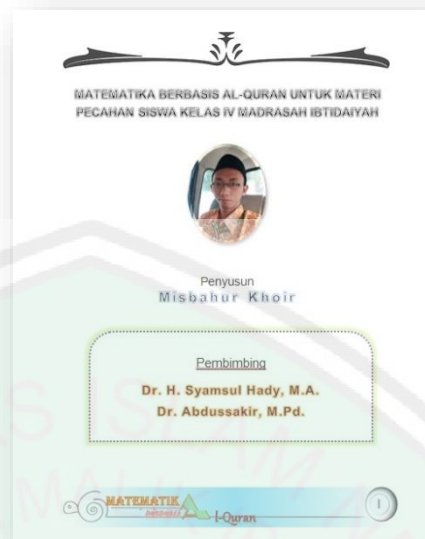 MATEMATIKA BERBASIS AL-QURAN UNTUK MATERI
PECAHAN SISWA KELAS IV MADRASAH IBTIDAIYAH
Penyusun
Misbahur Khoir
Pembimbing
Dr. H. Syamsul Hady, M.A.
Dr. Abdussakir, M.Pd.
MATEMATIK
l-Quran